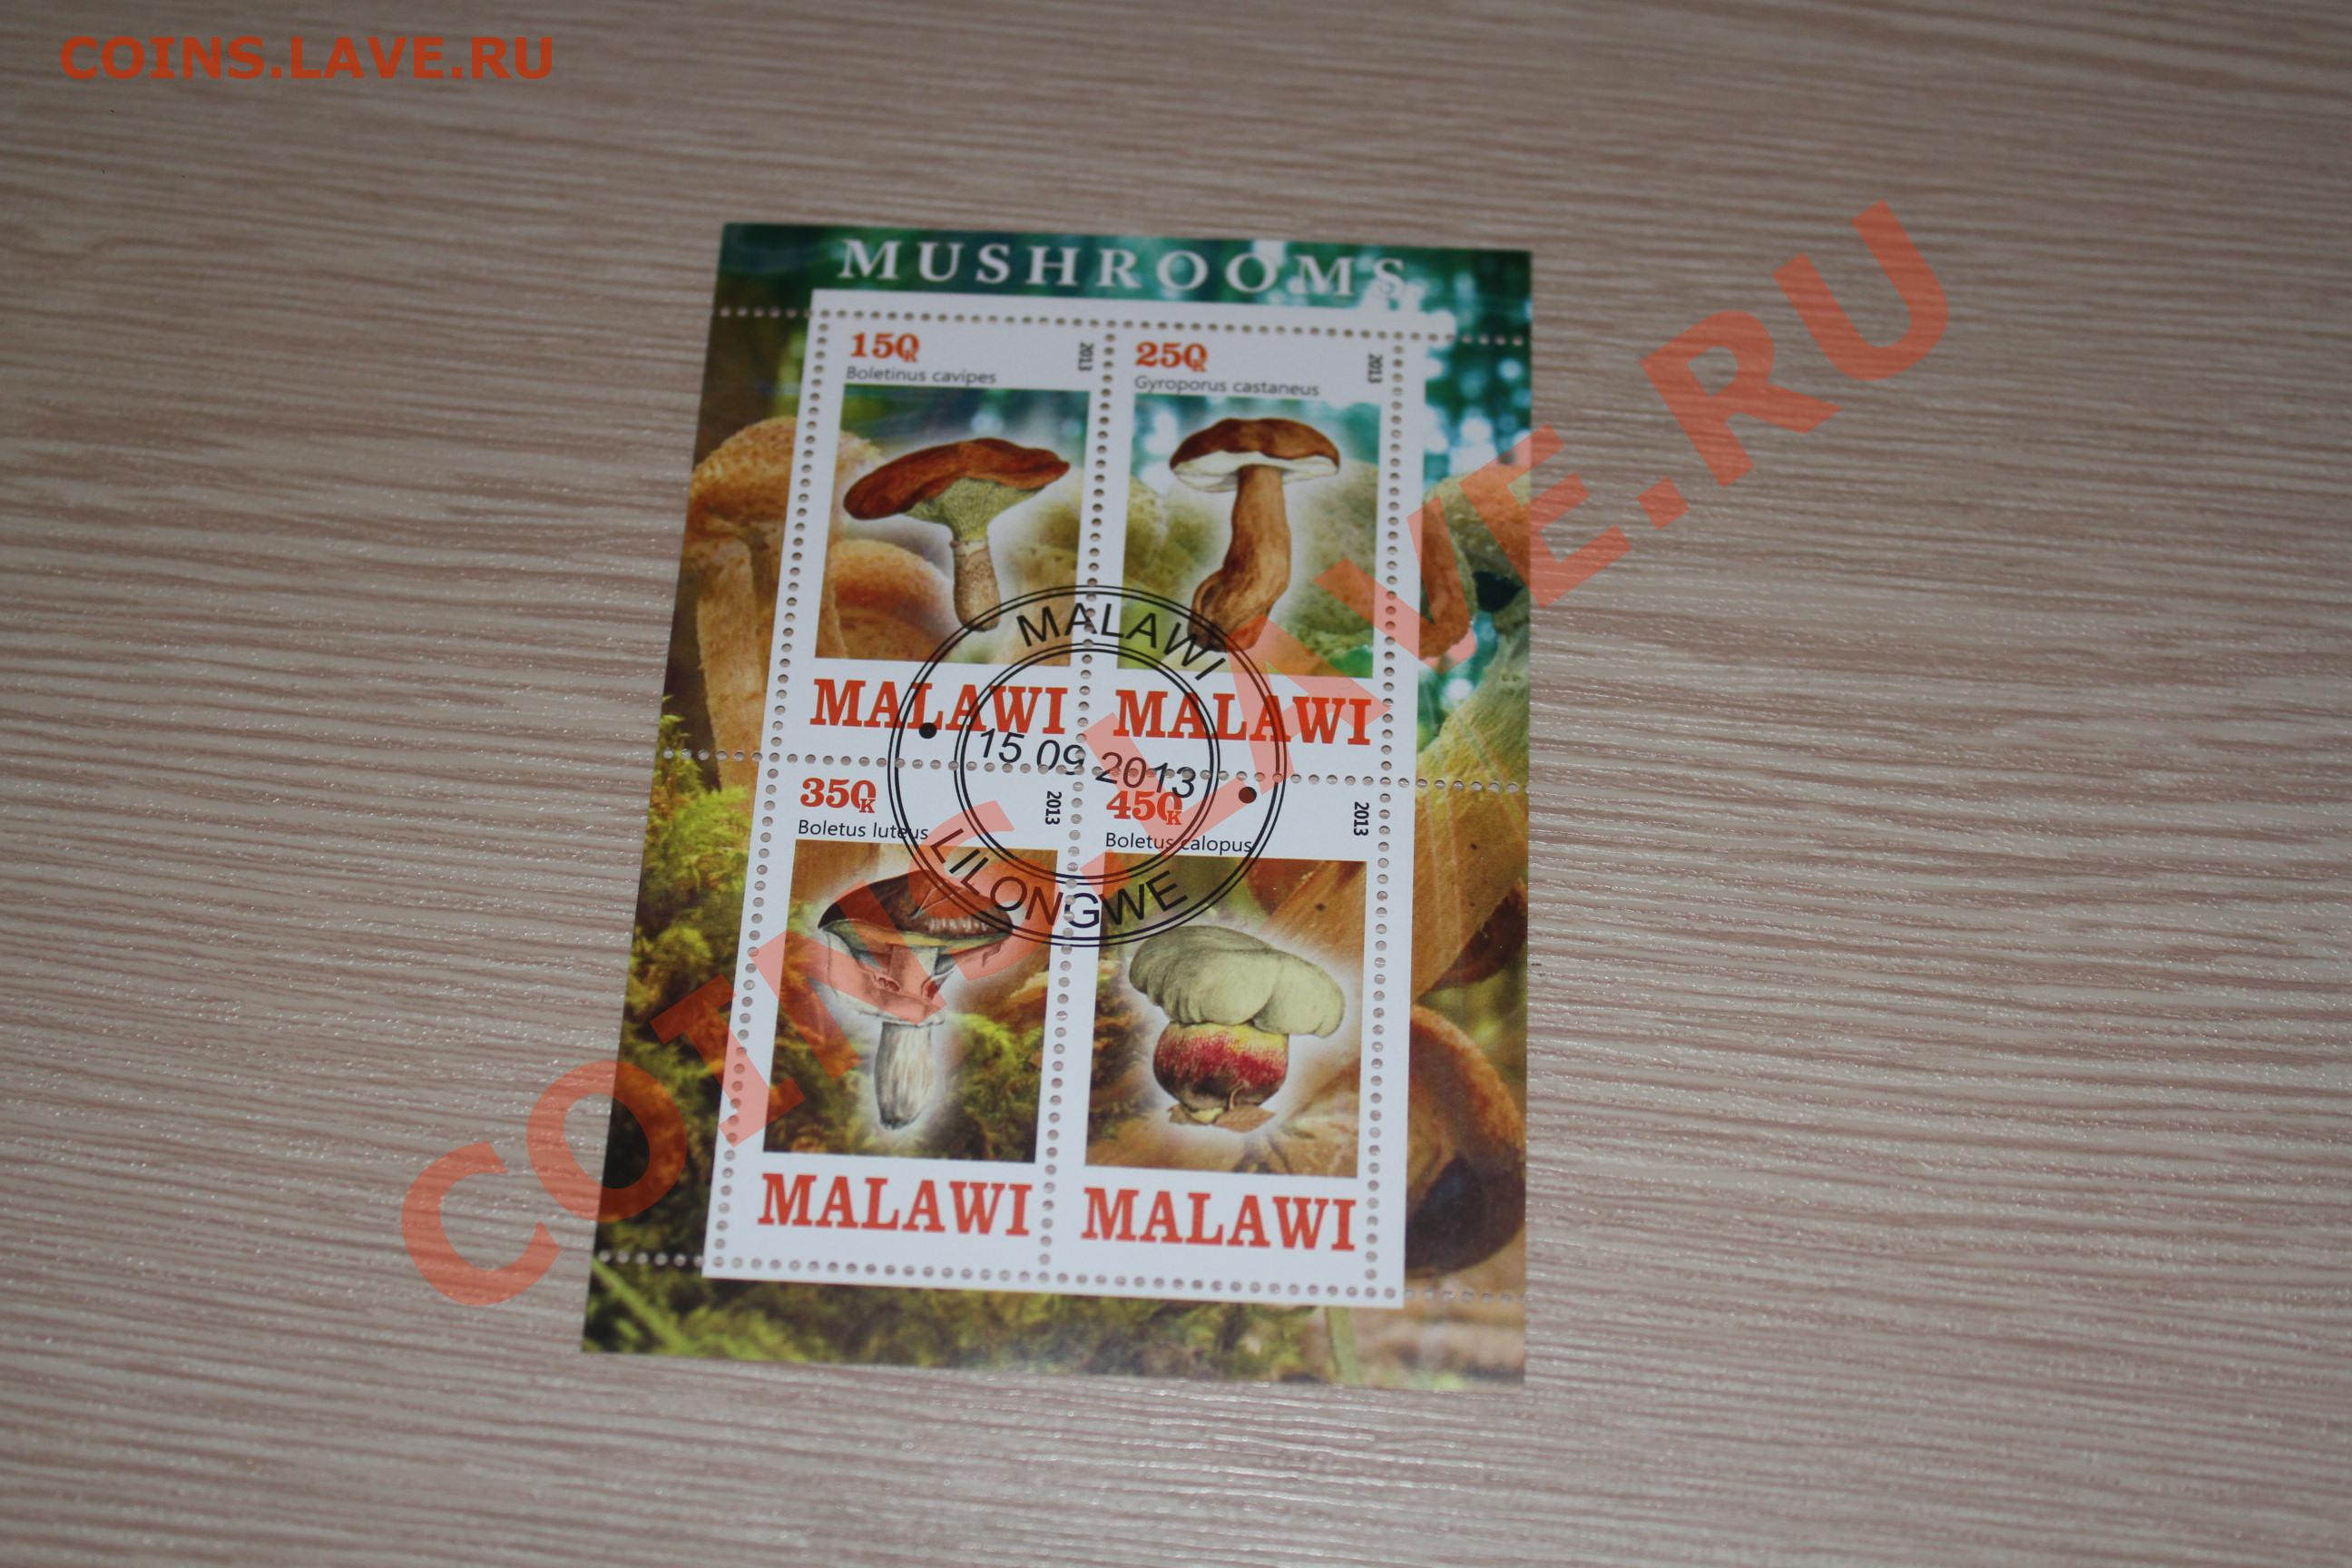 COINS.LAVE.RU
MUSHROOMS
150K 2013
Boletinus cavipes
250K 2013
Gyroporus castaneus
MALAWI
MALAWI
MALAWI
15 09 2013
LILONGWE
350K 2013
Boletus luteus
450K 2013
Boletus calopus
MALAWI
MALAWI
COINS.LAVE.RU